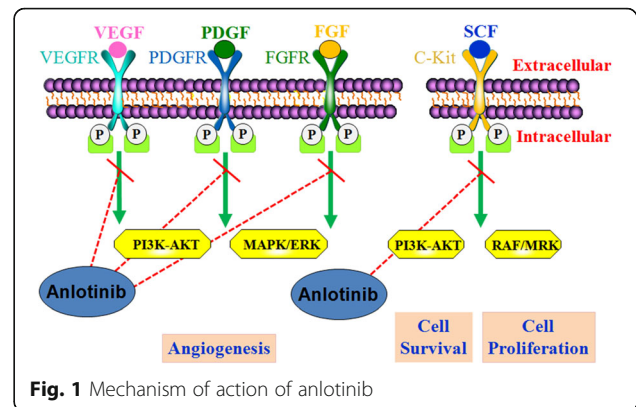 VEGF PDGF FGF SCF
VEGFR PDGFR FGFR C-Kit
Extracellular
P P P P P P P P
Intracellular
PI3K-AKT MAPK/ERK PI3K-AKT RAF/MRK
Anlotinib Anlotinib
Angiogenesis
Cell Survival
Cell Proliferation
Fig. 1 Mechanism of action of anlotinib